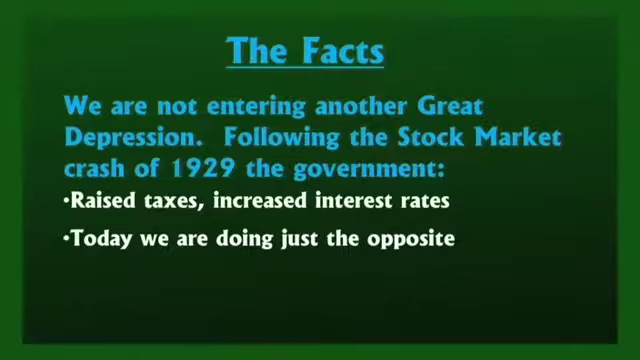 The Facts
We are not entering another Great
Depression.  Following the Stock Market
crash of 1929 the government:
•Raised taxes, increased interest rates
•Today we are doing just the opposite